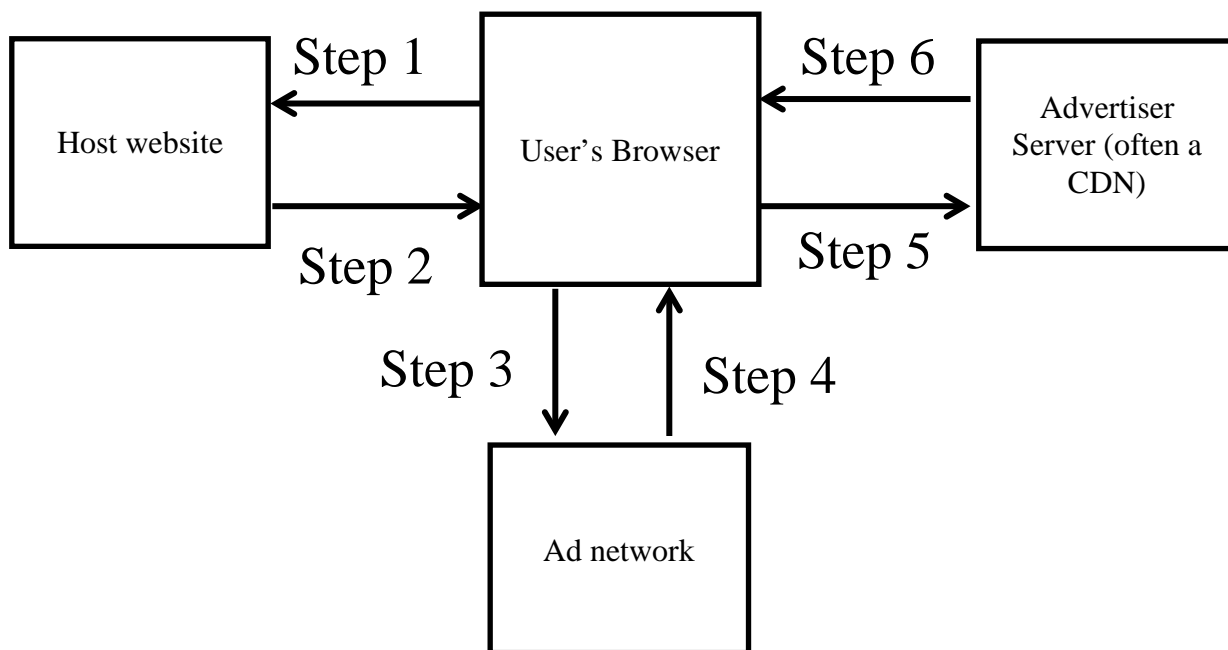 Step 1
Step 6
Host website
User’s Browser
Advertiser
Server (often a
CDN)
Step 2
Step 5
Step 3
Step 4
Ad network